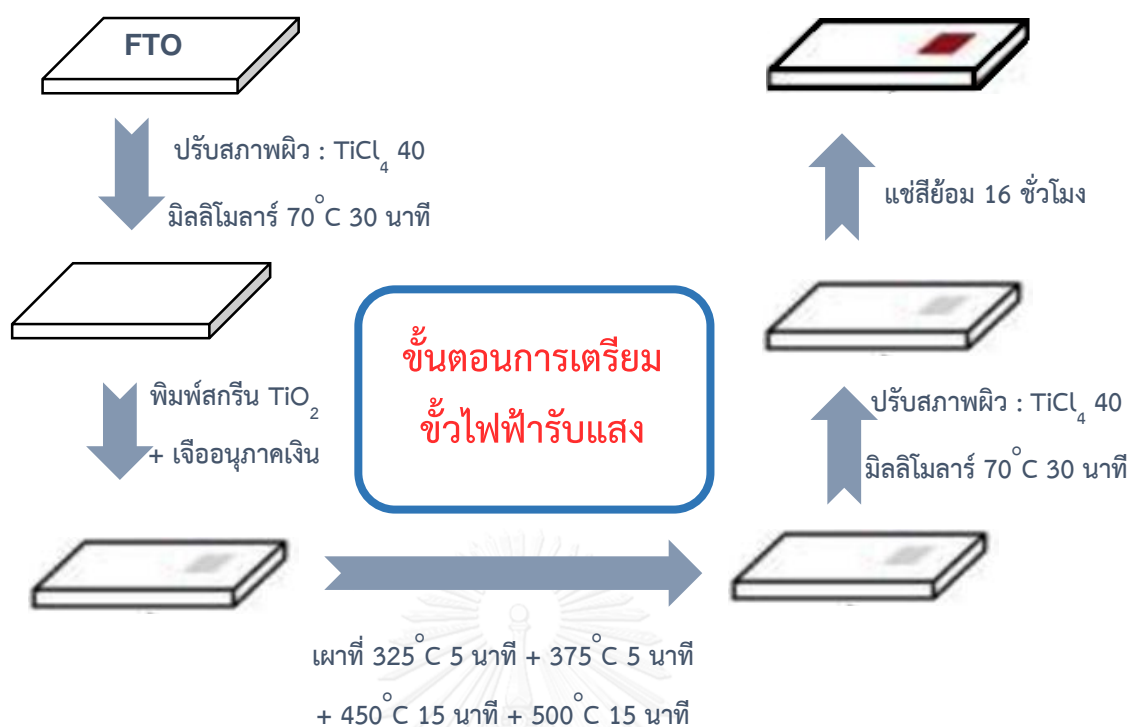 FTO
ปรับสภาพผิว : TiCl₄ 40
มิลลิโมลาร์ 70°C 30 นาที
พิมพ์สกรีน TiO₂
+ เจืออนุภาคเงิน
เผาที่ 325°C 5 นาที + 375°C 5 นาที
+ 450°C 15 นาที + 500°C 15 นาที
ปรับสภาพผิว : TiCl₄ 40
มิลลิโมลาร์ 70°C 30 นาที
แช่สีย้อม 16 ชั่วโมง
ขั้นตอนการเตรียม
ขั้วไฟฟ้ารับแสง